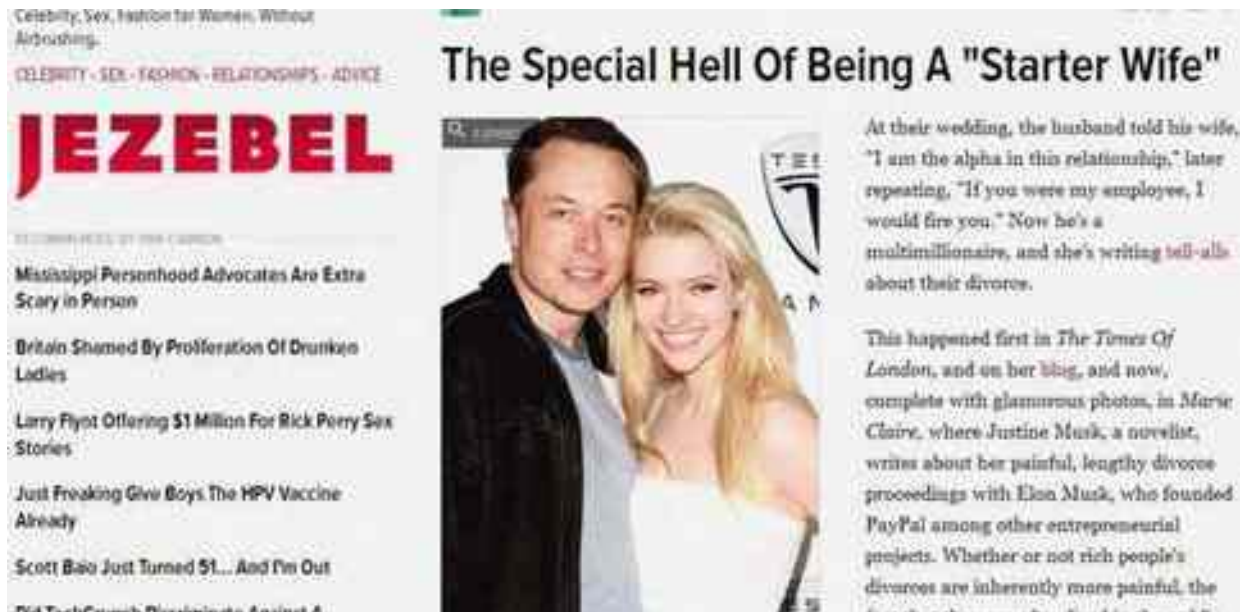 Celebrity, Sex, Fashion for Women. Without
Airbrushing.
CELEBRITY · SEX · FASHION · RELATIONSHIPS · ADVICE
JEZEBEL
Mississippi Personhood Advocates Are Extra
Scary in Person
Britain Shamed By Proliferation Of Drunken
Ladies
Larry Flynt Offering $1 Million For Rick Perry Sex
Stories
Just Freaking Give Boys The HPV Vaccine
Already
Scott Baio Just Turned 51... And I'm Out
Did TechCrunch Discriminate Against A
The Special Hell Of Being A "Starter Wife"
TES
T
At their wedding, the husband told his wife,
"I am the alpha in this relationship," later
repeating, "If you were my employee, I
would fire you." Now he's a
multimillionaire, and she's writing tell-alls
about their divorce.
This happened first in The Times Of
London, and on her blog, and now,
complete with glamorous photos, in Marie
Claire, where Justine Musk, a novelist,
writes about her painful, lengthy divorce
proceedings with Elon Musk, who founded
PayPal among other entrepreneurial
projects. Whether or not rich people's
divorces are inherently more painful, the